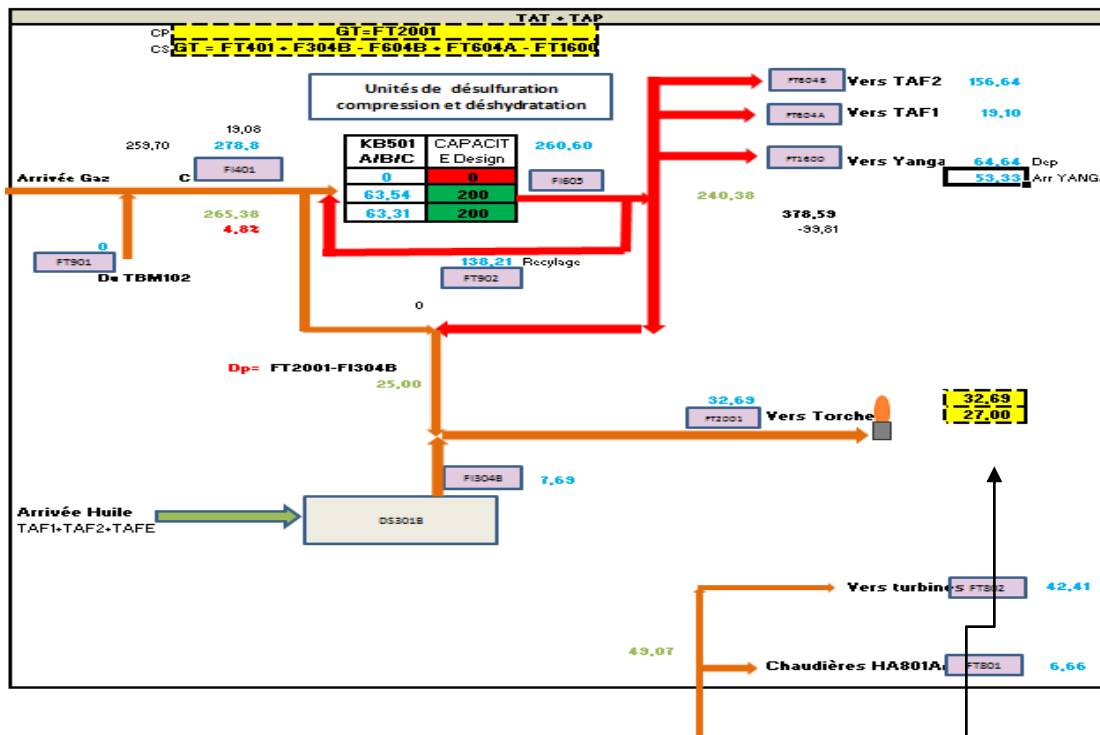 TAT + TAP
CP GT=FT2001
CS GT = FT401 + F304B - F604B + FT604A - FT1600
Unités de désulfuration
compression et déshydratation
FT604B Vers TAF2 156,64
FT604A Vers TAF1 19,10
FT1600 Vers Yanga 64,64 Dep
53,33 Arr YANGA
240,38
378,59
-99,81
19,08
259,70 278,8
FI401
KB501 CAPACIT
A/B/C E Design
0 0
63,54 200
63,31 200
260,60
FI605
Arrivée Gaz C
265,38
4,8%
0
FT901
De TBM102
138,21 Recylage
FT902
0
Dp= FT2001-FI304B
25,00
32,69
FT2001 Vers Torche
32,69
27,00
FI304B 7,69
Arrivée Huile
TAF1+TAF2+TAFE
DS301B
Vers turbines FT802 42,41
49,07
Chaudières HA801A FT801 6,66